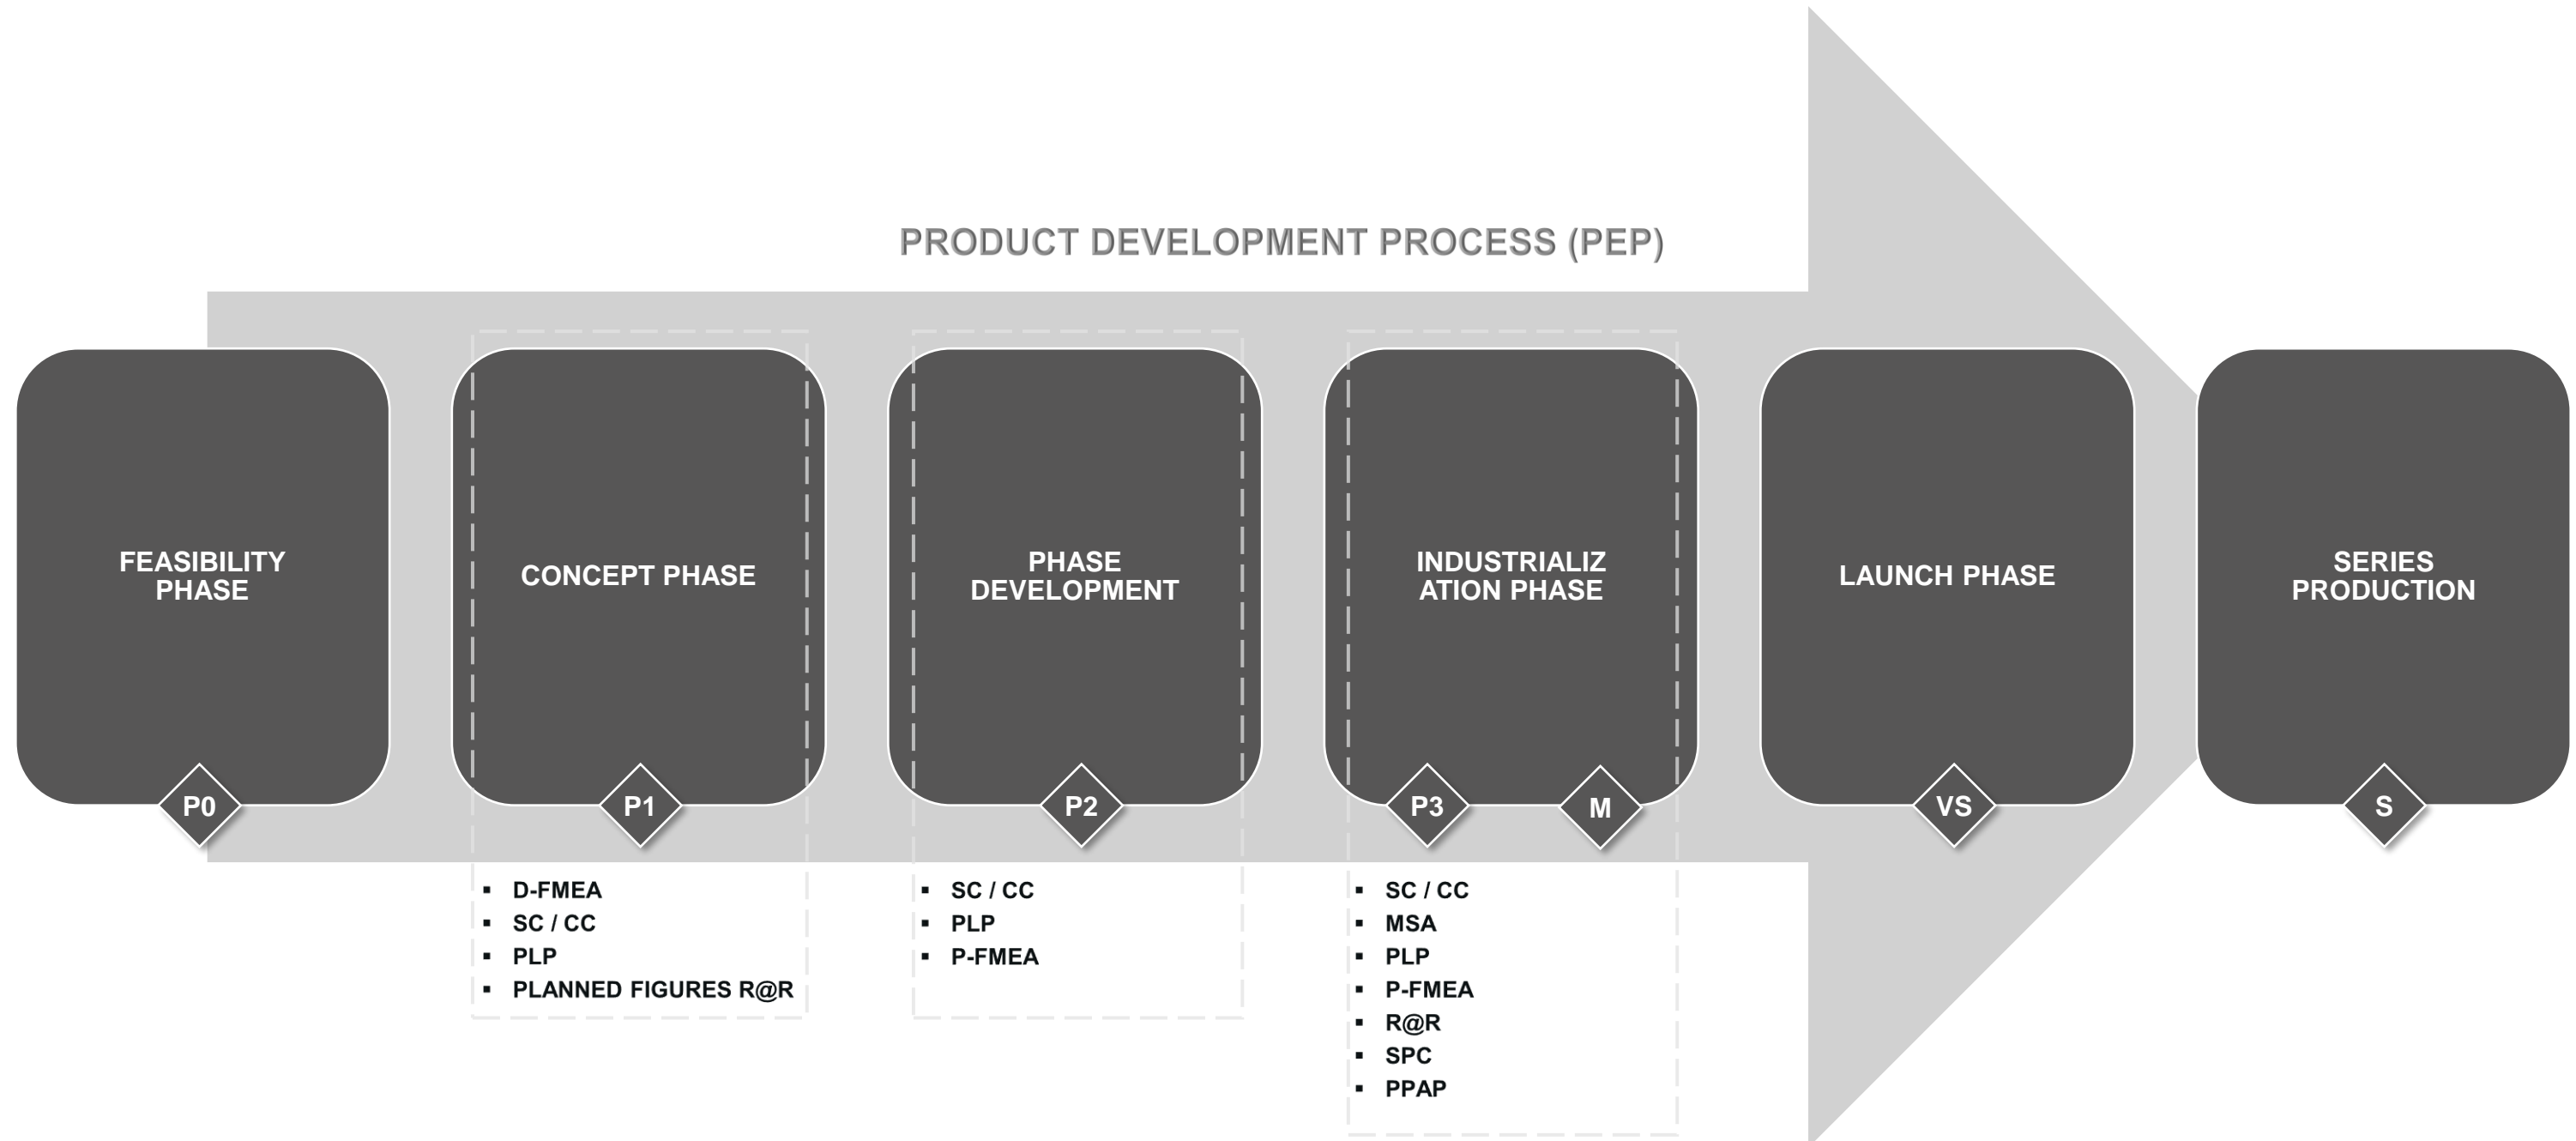 PRODUCT DEVELOPMENT PROCESS (PEP)
FEASIBILITY
PHASE
P0
CONCEPT PHASE
P1
PHASE
DEVELOPMENT
P2
INDUSTRIALIZ
ATION PHASE
P3
M
LAUNCH PHASE
VS
SERIES
PRODUCTION
S
▪ D-FMEA
▪ SC / CC
▪ PLP
▪ PLANNED FIGURES R@R
▪ SC / CC
▪ PLP
▪ P-FMEA
▪ SC / CC
▪ MSA
▪ PLP
▪ P-FMEA
▪ R@R
▪ SPC
▪ PPAP